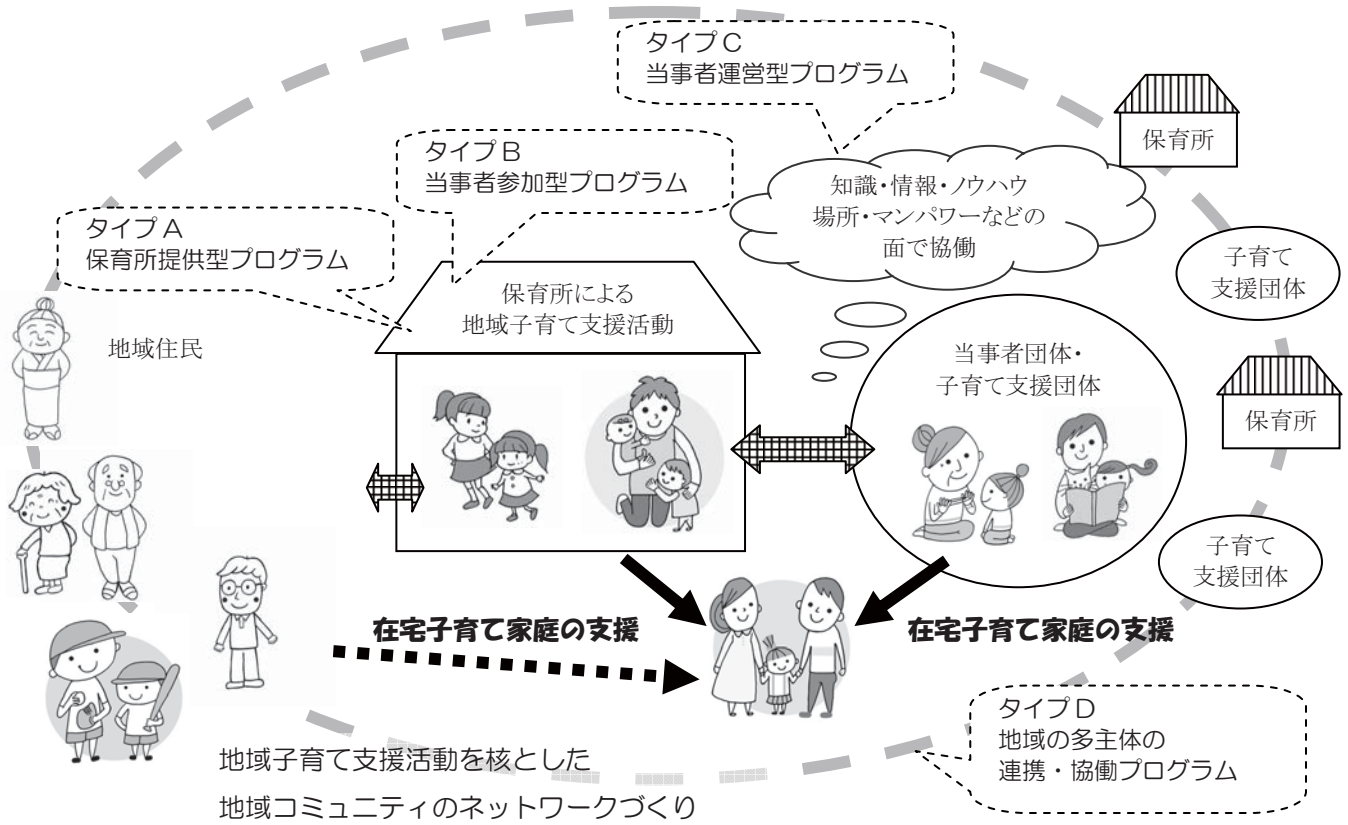 タイプC
当事者運営型プログラム
保育所
タイプB
当事者参加型プログラム
知識・情報・ノウハウ
場所・マンパワーなどの
面で協働
タイプA
保育所提供型プログラム
子育て
支援団体
保育所による
地域子育て支援活動
地域住民
当事者団体・
子育て支援団体
保育所
子育て
支援団体
在宅子育て家庭の支援
在宅子育て家庭の支援
タイプD
地域の多主体の
連携・協働プログラム
地域子育て支援活動を核とした
地域コミュニティのネットワークづくり